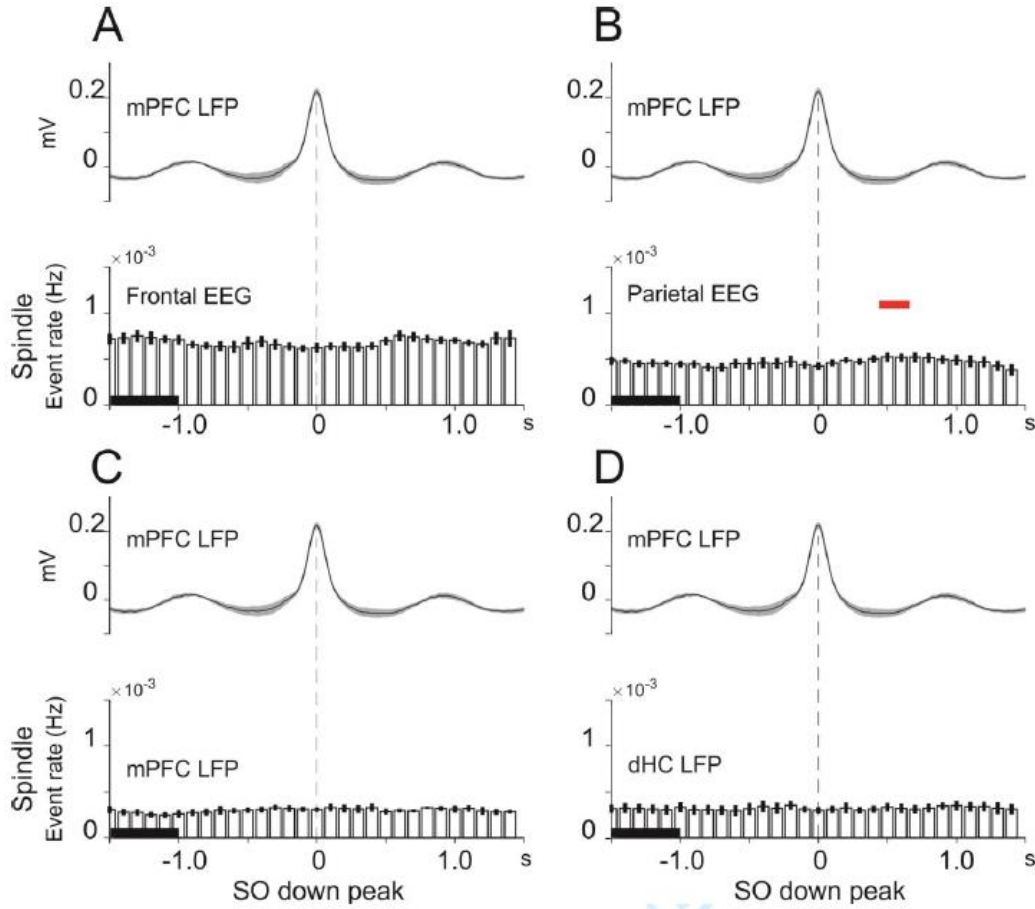 A
mPFC LFP
0.2
0
mV
×10-3
Frontal EEG
1
0
Spindle
Event rate (Hz)
-1.0 0 1.0 s
B
mPFC LFP
0.2
0
×10-3
Parietal EEG
1
0
-1.0 0 1.0 s
C
mPFC LFP
0.2
0
mV
×10-3
mPFC LFP
1
0
Spindle
Event rate (Hz)
-1.0 0 1.0 s
SO down peak
D
mPFC LFP
0.2
0
×10-3
dHC LFP
1
0
-1.0 0 1.0 s
SO down peak